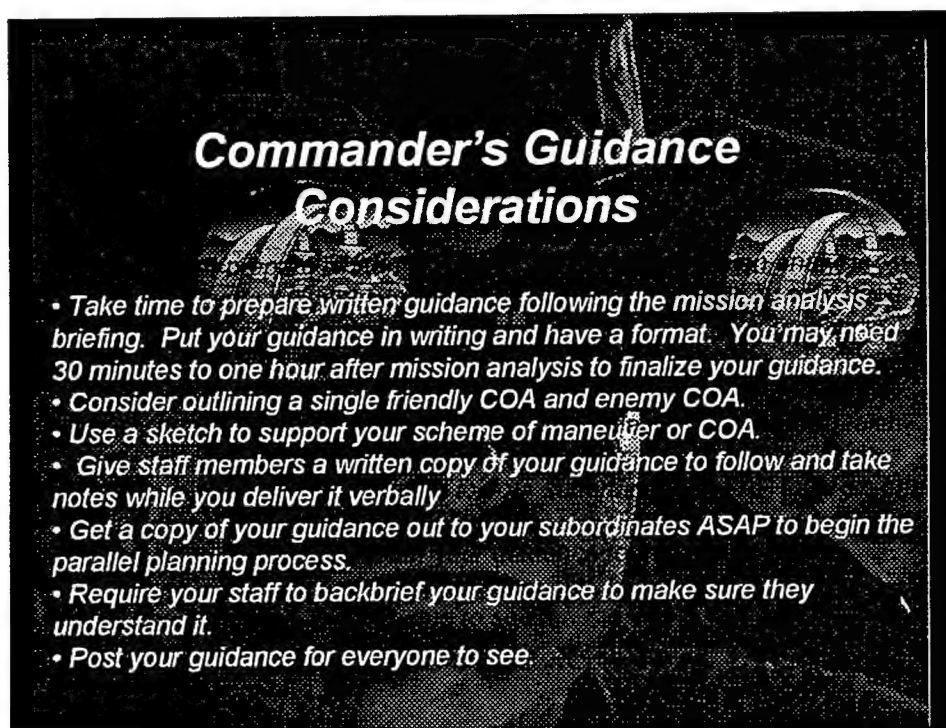 Commander's Guidance
Considerations
• Take time to prepare written guidance following the mission analysis
briefing. Put your guidance in writing and have a format. You may need
30 minutes to one hour after mission analysis to finalize your guidance.
• Consider outlining a single friendly COA and enemy COA.
• Use a sketch to support your scheme of maneuver or COA.
• Give staff members a written copy of your guidance to follow and take
notes while you deliver it verbally
• Get a copy of your guidance out to your subordinates ASAP to begin the
parallel planning process.
• Require your staff to backbrief your guidance to make sure they
understand it.
• Post your guidance for everyone to see.